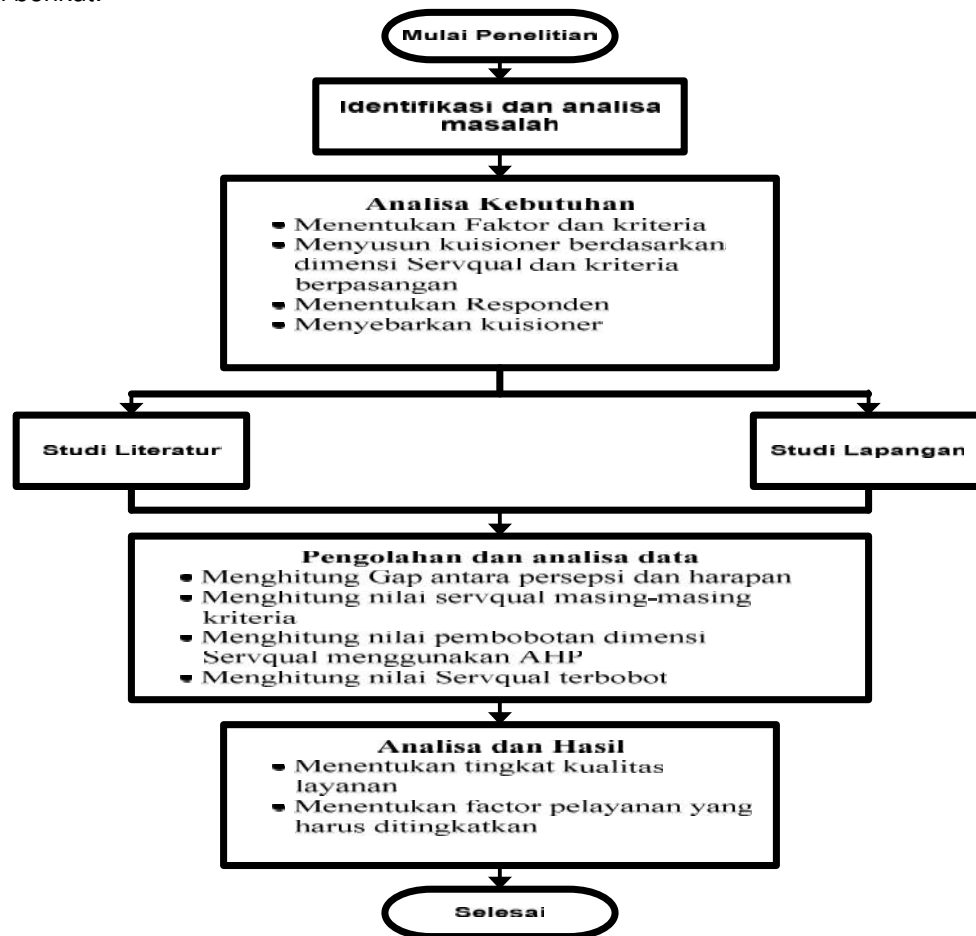 Mulai Penelitian
Identifikasi dan analisa
masalah
Analisa Kebutuhan
Menentukan Faktor dan kriteria
Menyusun kuisioner berdasarkan
dimensi Servqual dan kriteria
berpasangan
Menentukan Responden
Menyebarkan kuisioner
Studi Literatur
Studi Lapangan
Pengolahan dan analisa data
Menghitung Gap antara persepsi dan harapan
Menghitung nilai servqual masing-masing
kriteria
Menghitung nilai pembobotan dimensi
Servqual menggunakan AHP
Menghitung nilai Servqual terbobot
Analisa dan Hasil
Menentukan tingkat kualitas
layanan
Menentukan factor pelayanan yang
harus ditingkatkan
Selesai